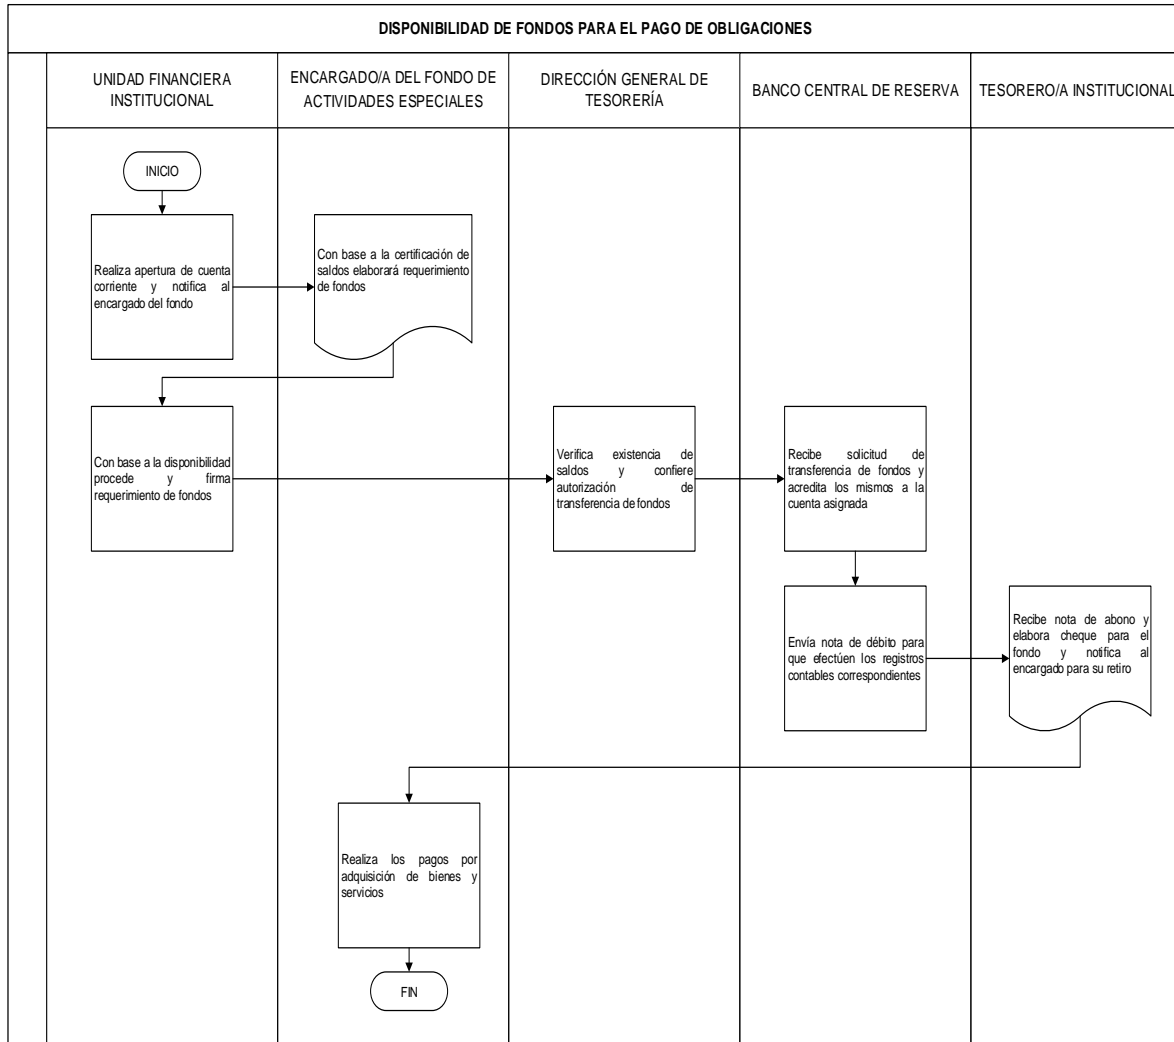 DISPONIBILIDAD DE FONDOS PARA EL PAGO DE OBLIGACIONES
UNIDAD FINANCIERA
INSTITUCIONAL
ENCARGADO/A DEL FONDO DE
ACTIVIDADES ESPECIALES
DIRECCIÓN GENERAL DE
TESORERÍA
BANCO CENTRAL DE RESERVA
TESORERO/A INSTITUCIONAL
INICIO
Realiza apertura de cuenta
corriente y notifica al
encargado del fondo
Con base a la certificación de
saldos elaborará requerimiento
de fondos
Con base a la disponibilidad
procede y firma
requerimiento de fondos
Verifica existencia de
saldos y confiere
autorización de
transferencia de fondos
Recibe solicitud de
transferencia de fondos y
acredita los mismos a la
cuenta asignada
Envía nota de débito para
que efectúen los registros
contables correspondientes
Recibe nota de abono y
elabora cheque para el
fondo y notifica al
encargado para su retiro
Realiza los pagos por
adquisición de bienes y
servicios
FIN